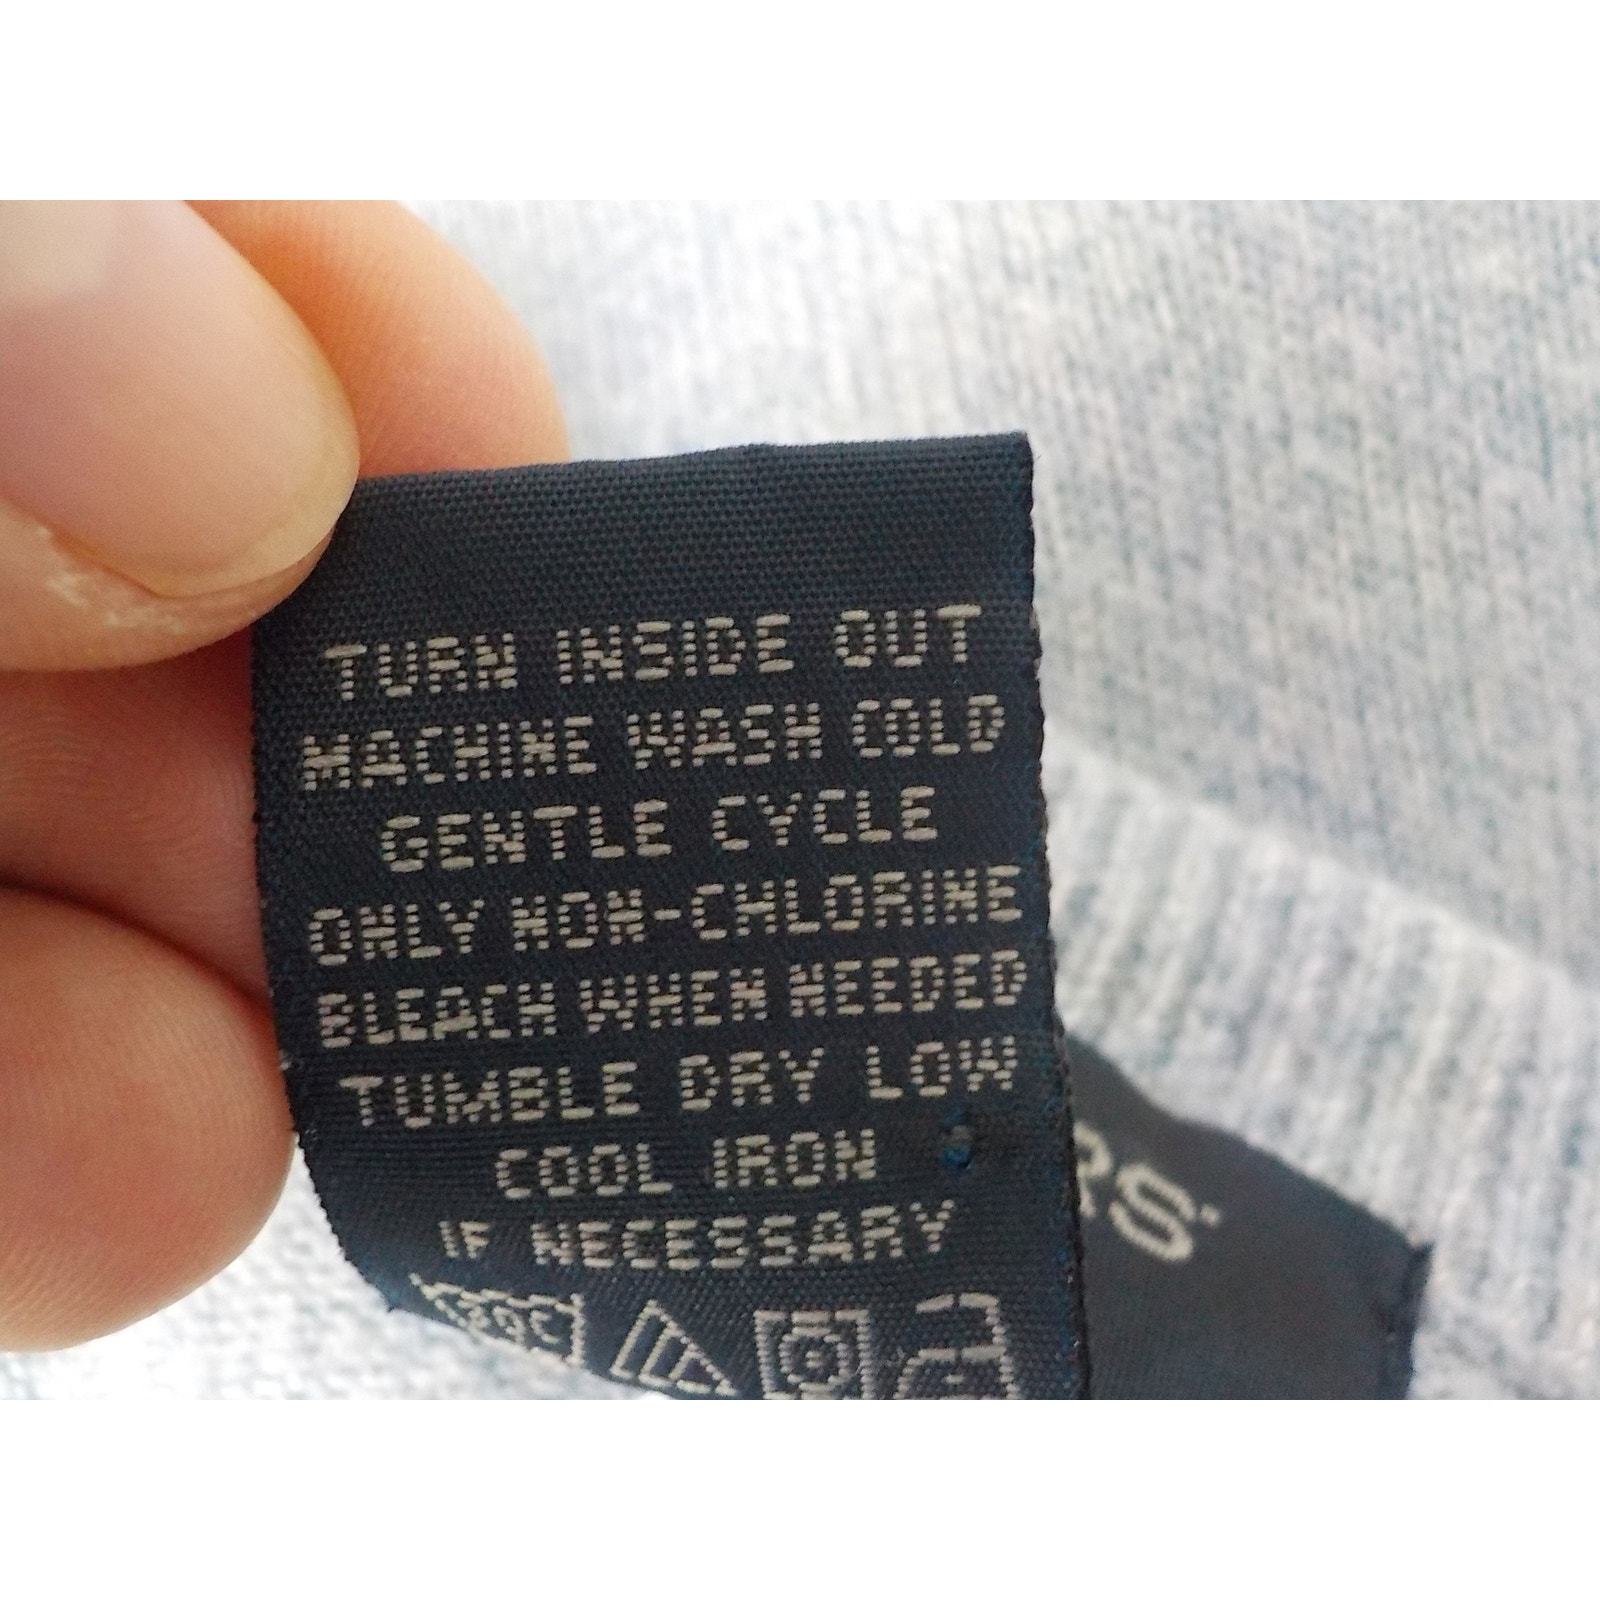 TURN INSIDE OUT
MACHINE WASH COLD
GENTLE CYCLE
ONLY NON-CHLORINE
BLEACH WHEN NEEDED
TUMBLE DRY LOW
COOL IRON
IF NECESSARY
RS